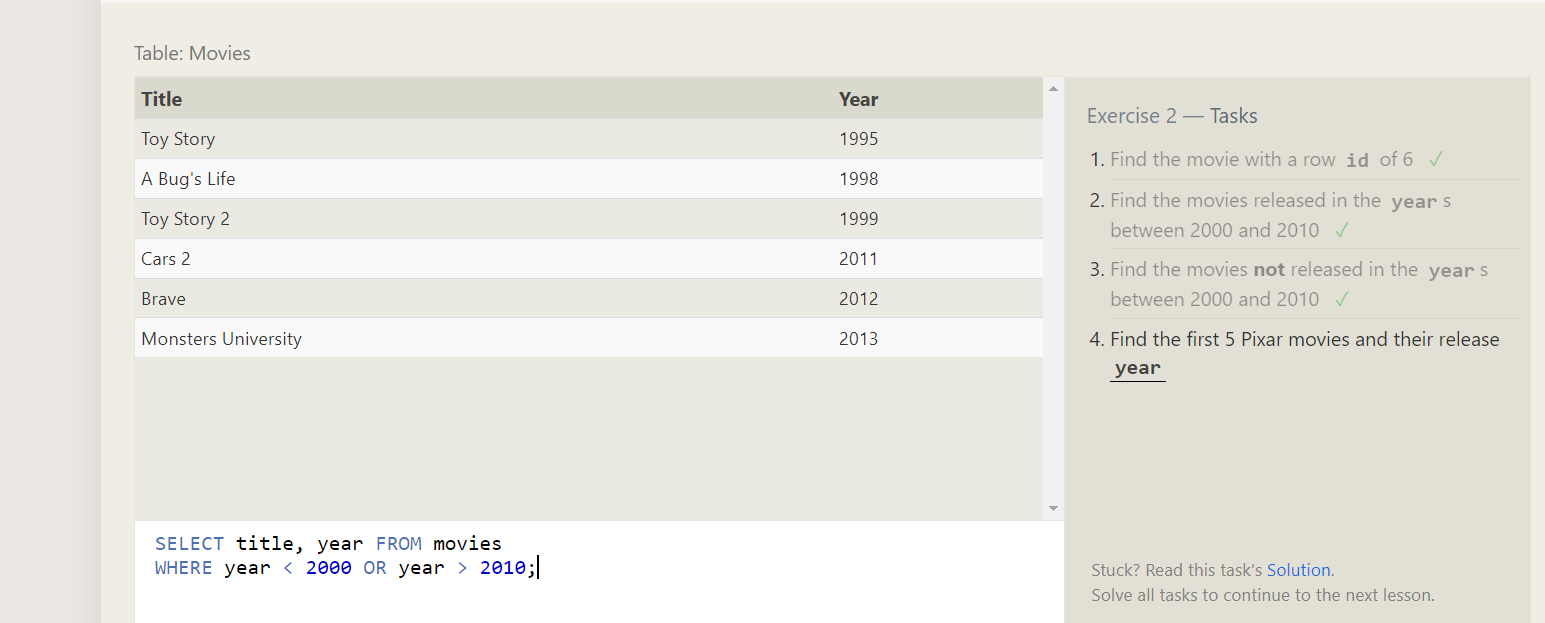 Table: Movies
Title Year
Toy Story 1995
A Bug's Life 1998
Toy Story 2 1999
Cars 2 2011
Brave 2012
Monsters University 2013
SELECT title, year FROM movies
WHERE year < 2000 OR year > 2010;
Exercise 2 — Tasks
1. Find the movie with a row id of 6 ✓
2. Find the movies released in the year s
between 2000 and 2010 ✓
3. Find the movies not released in the year s
between 2000 and 2010 ✓
4. Find the first 5 Pixar movies and their release
year
Stuck? Read this task's Solution.
Solve all tasks to continue to the next lesson.